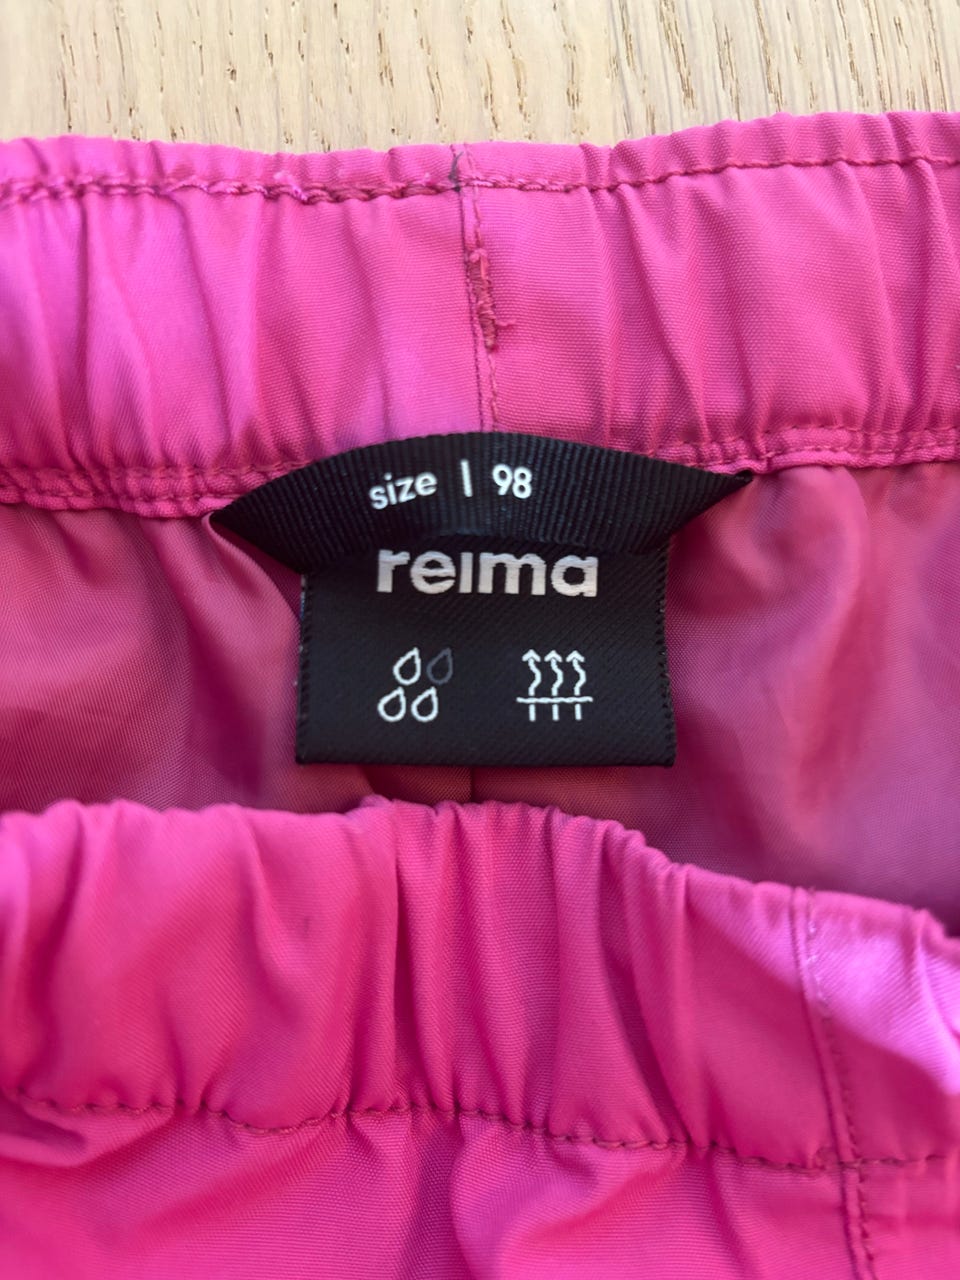 size | 98
reima